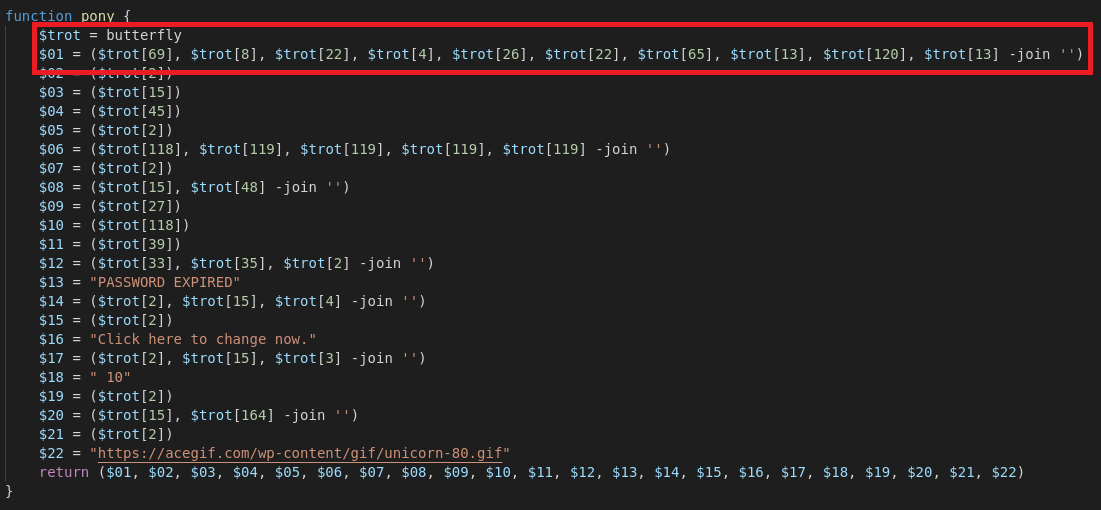 function pony {
$trot = butterfly
$01 = ($trot[69], $trot[8], $trot[22], $trot[4], $trot[26], $trot[22], $trot[65], $trot[13], $trot[120], $trot[13] -join '')
$02 = ($trot[2])
$03 = ($trot[15])
$04 = ($trot[45])
$05 = ($trot[2])
$06 = ($trot[118], $trot[119], $trot[119], $trot[119], $trot[119] -join '')
$07 = ($trot[2])
$08 = ($trot[15], $trot[48] -join '')
$09 = ($trot[27])
$10 = ($trot[118])
$11 = ($trot[39])
$12 = ($trot[33], $trot[35], $trot[2] -join '')
$13 = "PASSWORD EXPIRED"
$14 = ($trot[2], $trot[15], $trot[4] -join '')
$15 = ($trot[2])
$16 = "Click here to change now."
$17 = ($trot[2], $trot[15], $trot[3] -join '')
$18 = " 10"
$19 = ($trot[2])
$20 = ($trot[15], $trot[164] -join '')
$21 = ($trot[2])
$22 = "https://acegif.com/wp-content/gif/unicorn-80.gif"
return ($01, $02, $03, $04, $05, $06, $07, $08, $09, $10, $11, $12, $13, $14, $15, $16, $17, $18, $19, $20, $21, $22)
}